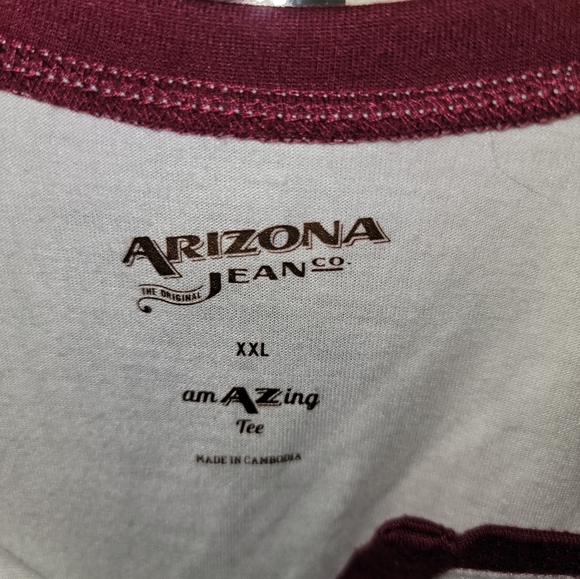 ARIZONA
JEAN CO.
THE ORIGINAL
XXL
amAZing
Tee
MADE IN CAMBODIA